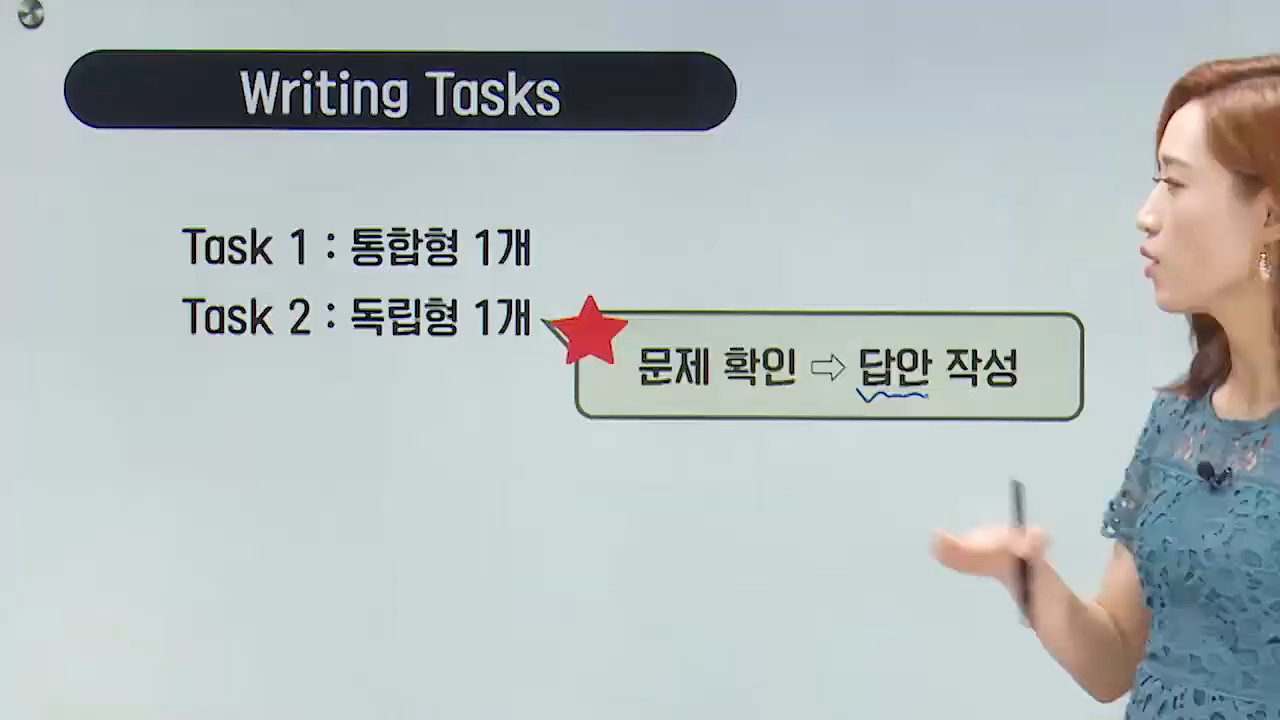 Writing Tasks
Task 1 : 통합형 1개
Task 2 : 독립형 1개
문제 확인 ⇨ 답안 작성